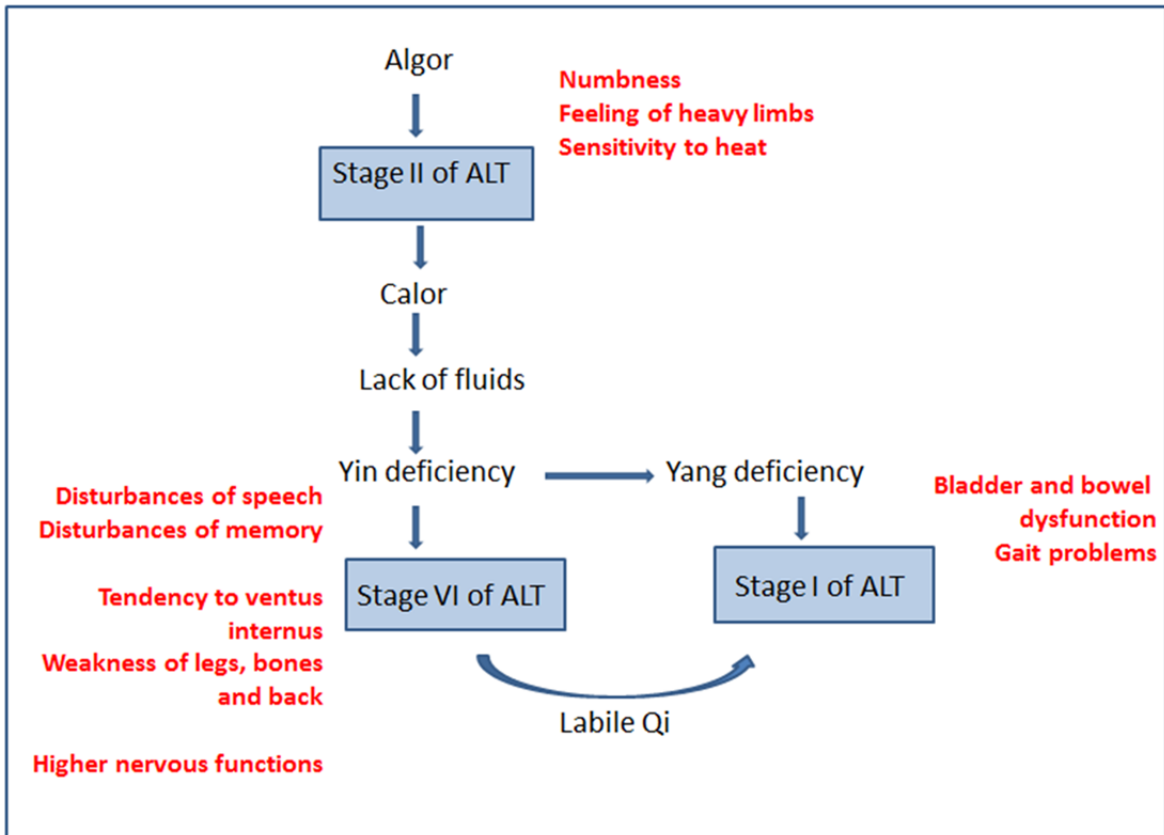 Algor
Numbness
Feeling of heavy limbs
Sensitivity to heat
Stage II of ALT
Calor
Lack of fluids
Yin deficiency
Yang deficiency
Disturbances of speech
Disturbances of memory
Bladder and bowel
dysfunction
Gait problems
Stage VI of ALT
Stage I of ALT
Tendency to ventus
internus
Weakness of legs, bones
and back
Labile Qi
Higher nervous functions